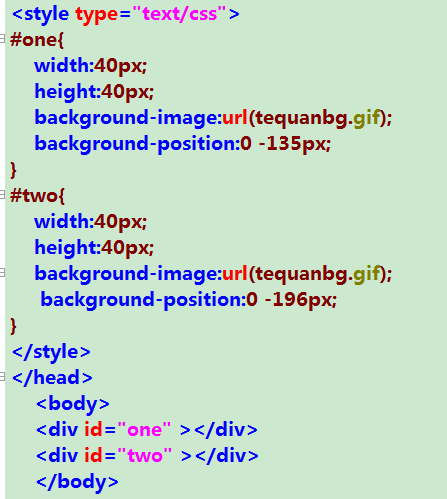 <style type="text/css">
#one{
width:40px;
height:40px;
background-image:url(tequanbg.gif);
background-position:0 -135px;
}
#two{
width:40px;
height:40px;
background-image:url(tequanbg.gif);
background-position:0 -196px;
}
</style>
</head>
<body>
<div id="one" ></div>
<div id="two" ></div>
</body>